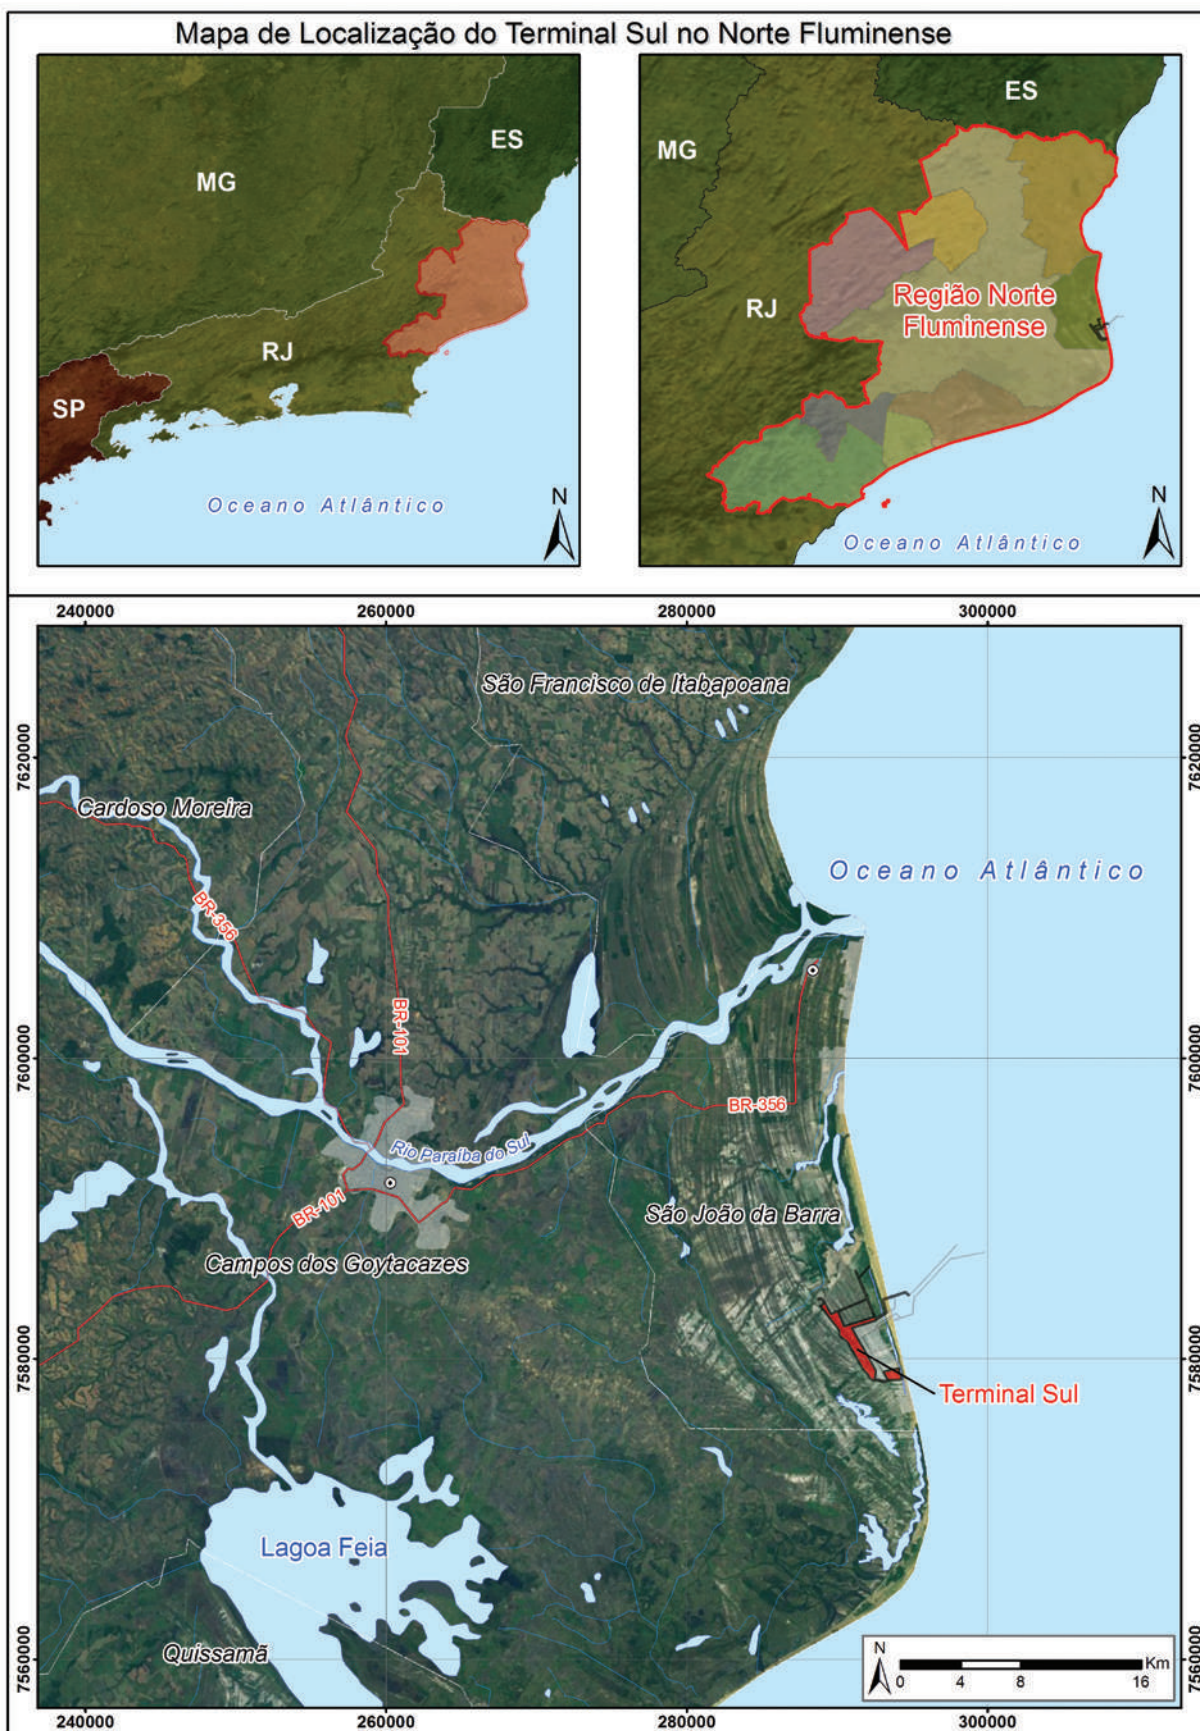 Mapa de Localização do Terminal Sul no Norte Fluminense
MG
ES
RJ
SP
Oceano Atlântico
N
ES
MG
RJ
Região Norte
Fluminense
Oceano Atlântico
N
240000
260000
280000
300000
7620000
7600000
7580000
7560000
São Francisco de Itabapoana
Cardoso Moreira
BR-356
BR-101
Oceano Atlântico
BR-356
Rio Paraíba do Sul
BR-101
São João da Barra
Campos dos Goytacazes
Terminal Sul
Lagoa Feia
Quissamã
N
Km
0 4 8 16
7620000
7600000
7580000
7560000
240000
260000
280000
300000